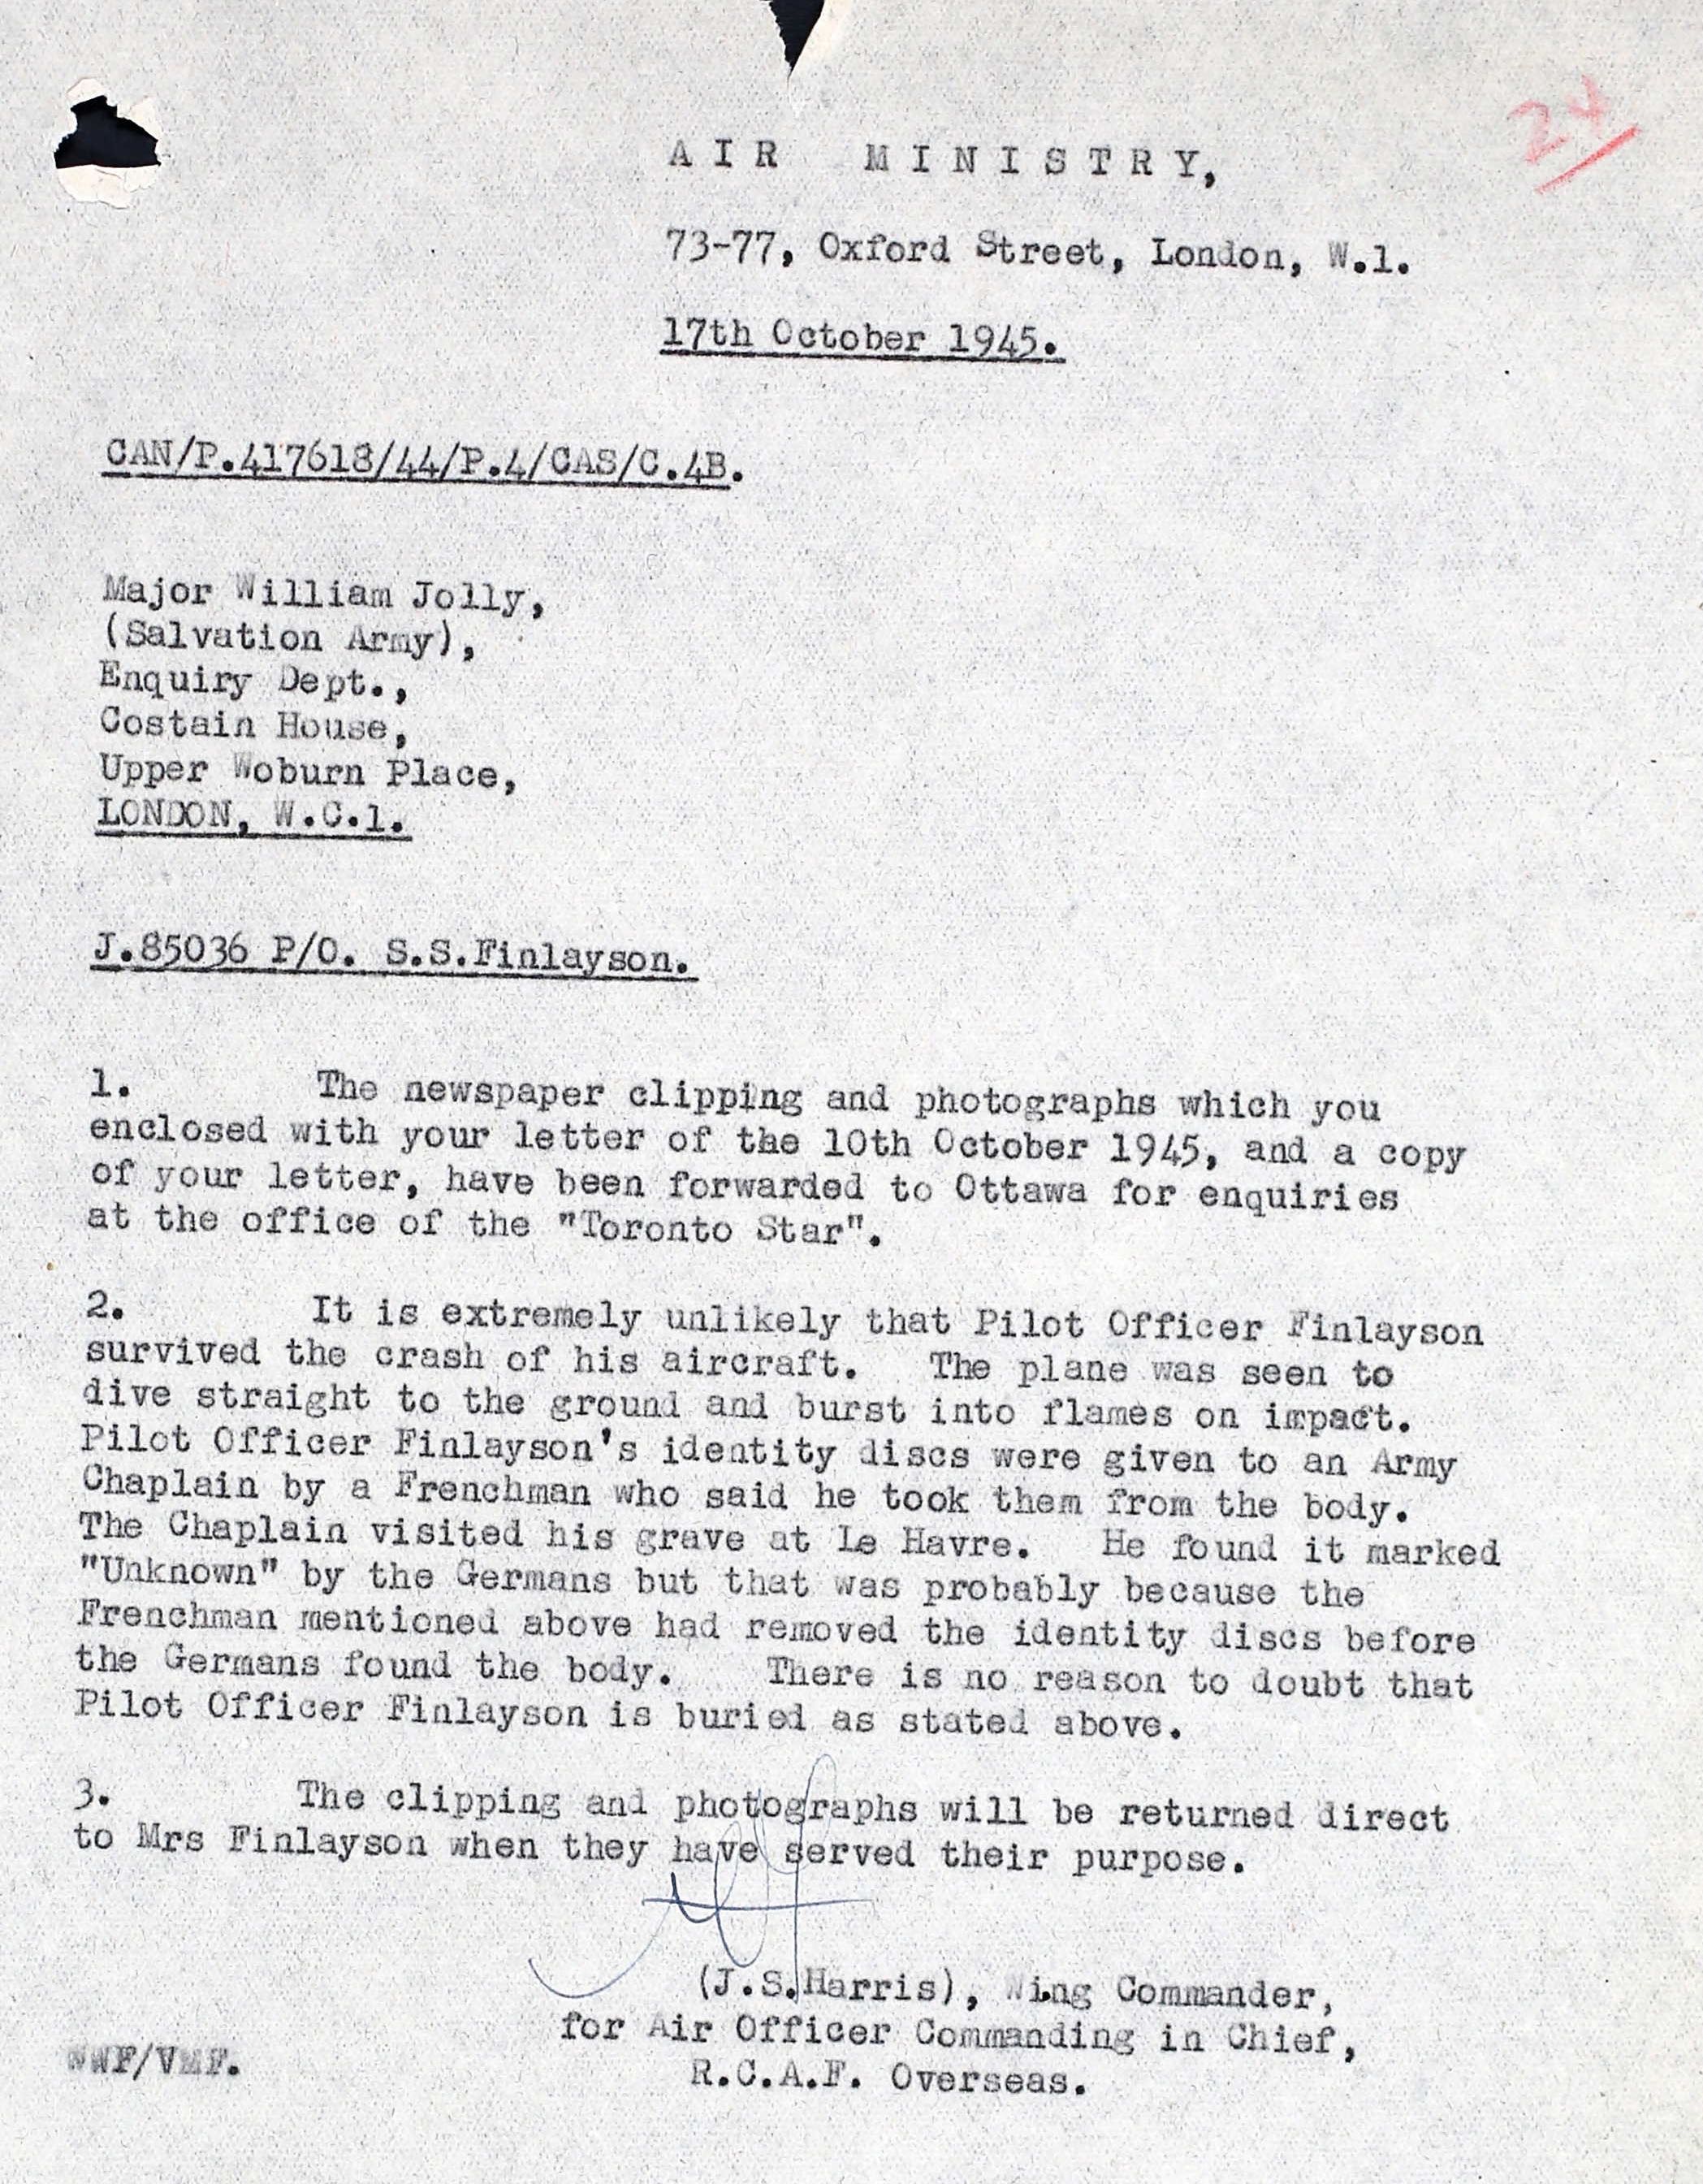 24
AIR MINISTRY,
73-77, Oxford Street, London, W.1.
17th October 1945.
CAN/P.417618/44/P.4/CAS/C.4B.
Major William Jolly,
(Salvation Army),
Enquiry Dept.,
Costain House,
Upper Woburn Place,
LONDON, W.C.1.
J.85036 P/O. S.S.Finlayson.
1. The newspaper clipping and photographs which you
enclosed with your letter of the 10th October 1945, and a copy
of your letter, have been forwarded to Ottawa for enquiries
at the office of the "Toronto Star".
2. It is extremely unlikely that Pilot Officer Finlayson
survived the crash of his aircraft. The plane was seen to
dive straight to the ground and burst into flames on impact.
Pilot Officer Finlayson's identity discs were given to an Army
Chaplain by a Frenchman who said he took them from the body.
The Chaplain visited his grave at Le Havre. He found it marked
"Unknown" by the Germans but that was probably because the
Frenchman mentioned above had removed the identity discs before
the Germans found the body. There is no reason to doubt that
Pilot Officer Finlayson is buried as stated above.
3. The clipping and photographs will be returned direct
to Mrs Finlayson when they have served their purpose.
(J.S.Harris), Wing Commander,
for Air Officer Commanding in Chief,
R.C.A.F. Overseas.
WWF/VMF.